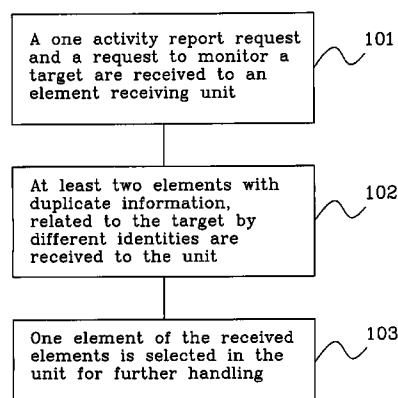 A one activity report request
and a request to monitor a
target are received to an
element receiving unit
101
At least two elements with
duplicate information,
related to the target by
different identities are
received to the unit
102
One element of the received
elements is selected in the
unit for further handling
103